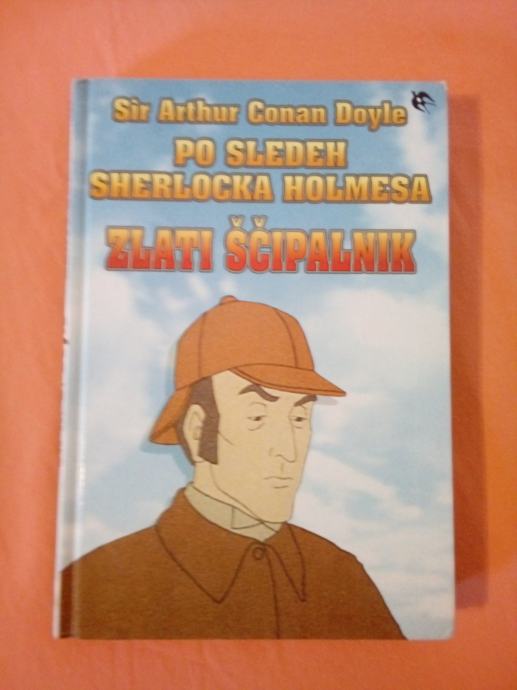 Sir Arthur Conan Doyle
PO SLEDEH
SHERLOCKA HOLMESA
ZLATI ŠČIPALNIK